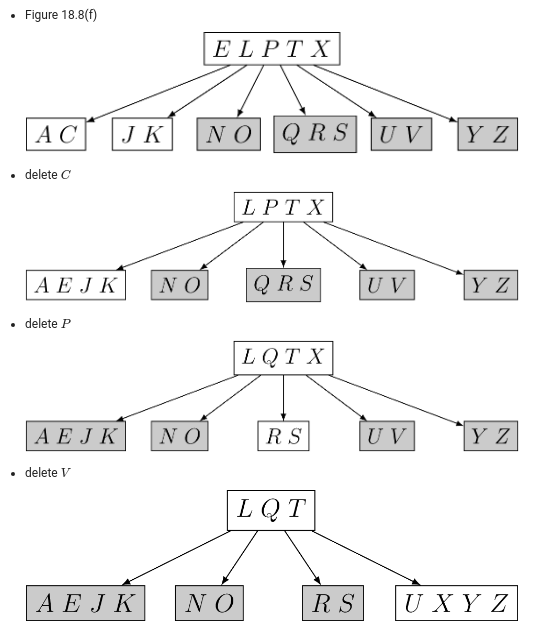 Figure 18.8(f)
E L P T X
A C J K N O Q R S U V Y Z
delete C
L P T X
A E J K N O Q R S U V Y Z
delete P
L Q T X
A E J K N O R S U V Y Z
delete V
L Q T
A E J K N O R S U X Y Z